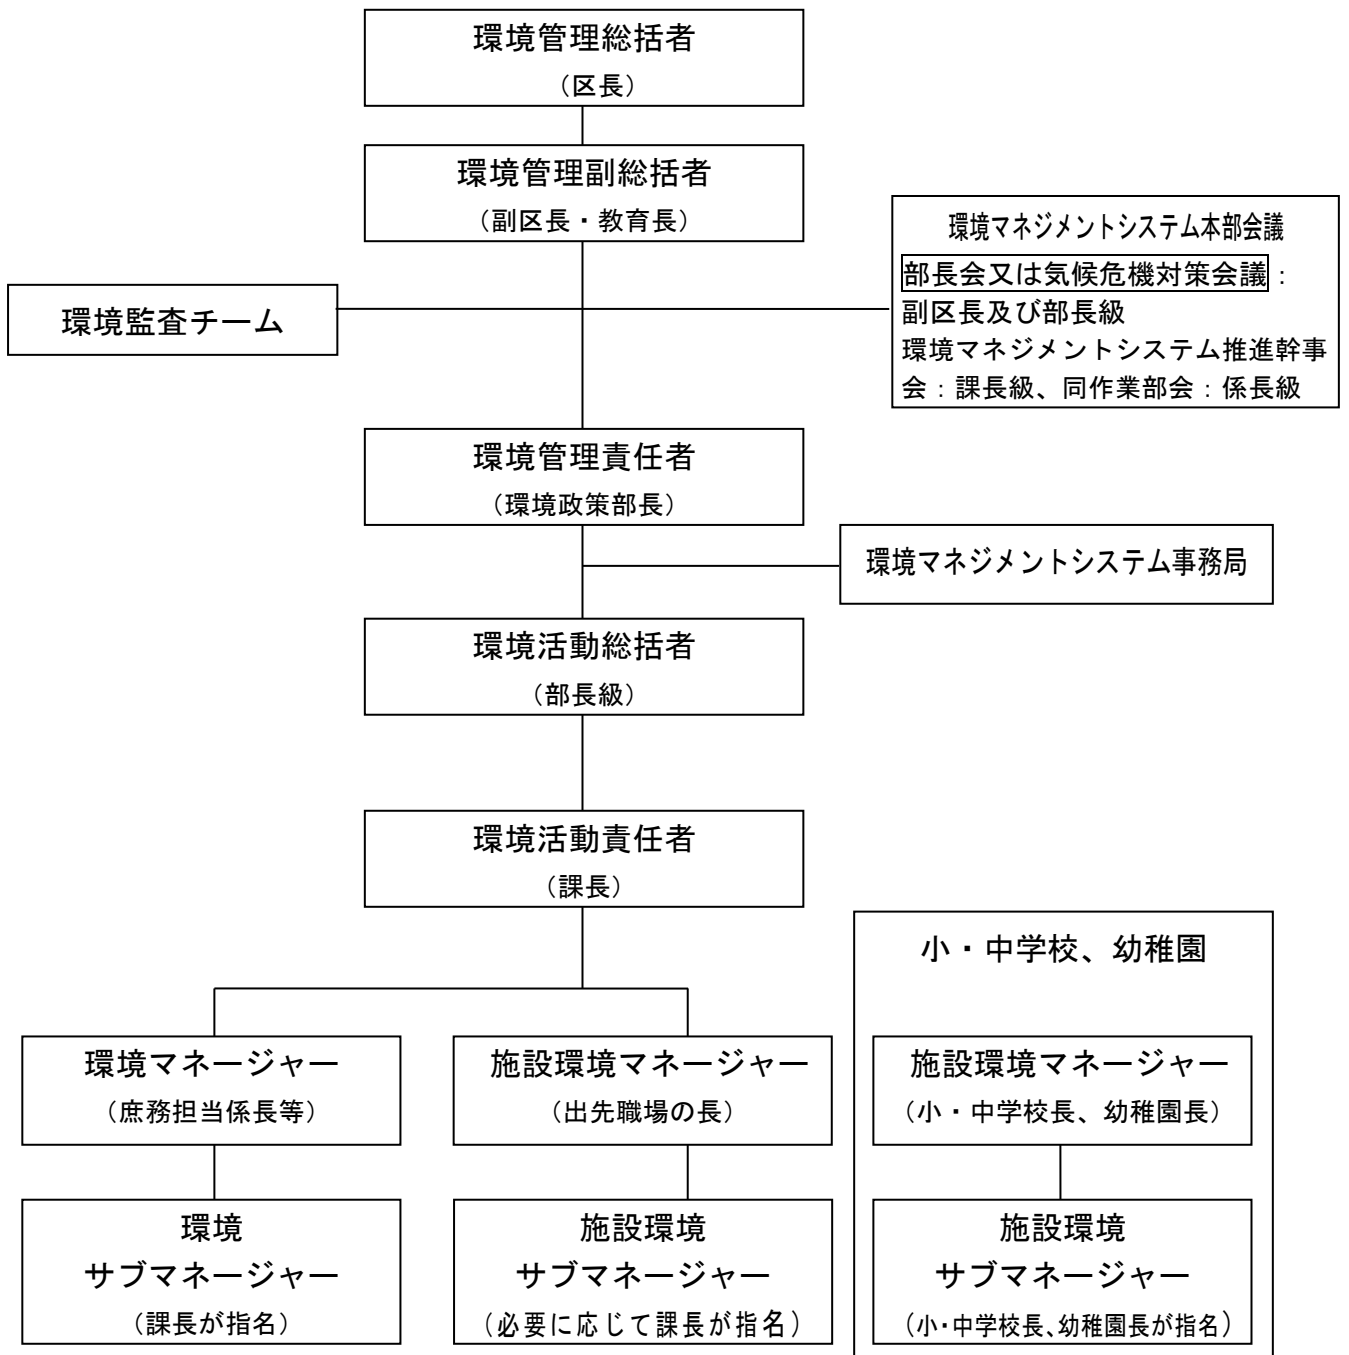 環境管理総括者
（区長）
環境管理副総括者
（副区長・教育長）
環境マネジメントシステム本部会議
部長会又は気候危機対策会議：
副区長及び部長級
環境マネジメントシステム推進幹事
会：課長級、同作業部会：係長級
環境監査チーム
環境管理責任者
（環境政策部長）
環境マネジメントシステム事務局
環境活動総括者
（部長級）
環境活動責任者
（課長）
小・中学校、幼稚園
環境マネージャー
（庶務担当係長等）
施設環境マネージャー
（出先職場の長）
施設環境マネージャー
（小・中学校長、幼稚園長）
環境
サブマネージャー
（課長が指名）
施設環境
サブマネージャー
（必要に応じて課長が指名）
施設環境
サブマネージャー
（小・中学校長、幼稚園長が指名）